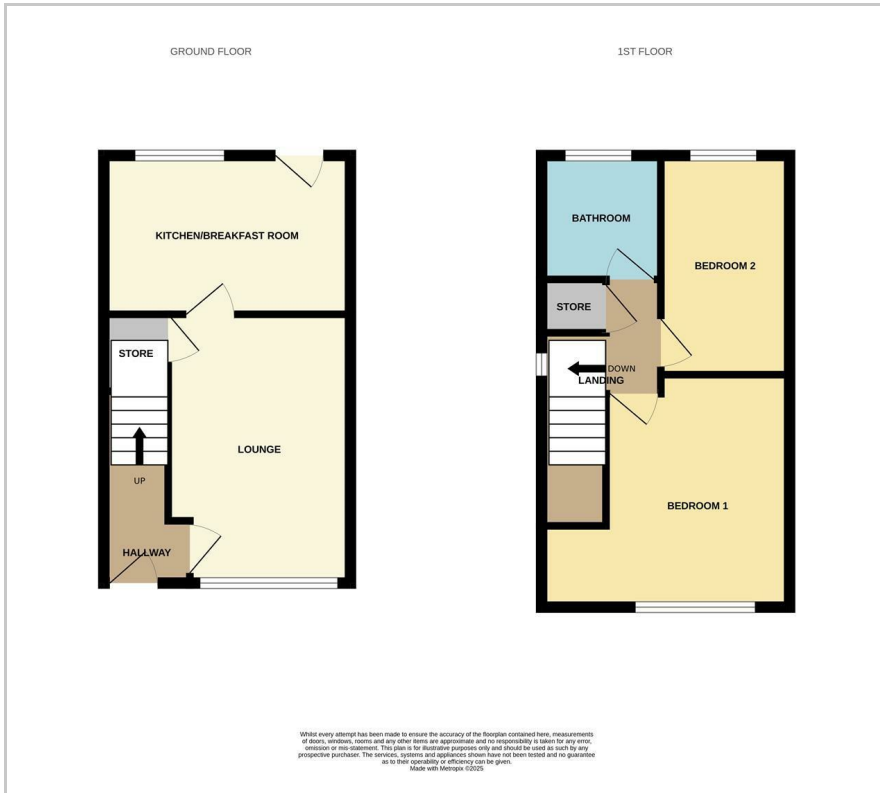 GROUND FLOOR
KITCHEN/BREAKFAST ROOM
STORE
LOUNGE
UP
HALLWAY
1ST FLOOR
BATHROOM
BEDROOM 2
STORE
DOWN
LANDING
BEDROOM 1
Whilst every attempt has been made to ensure the accuracy of the floorplan contained here, measurements
of doors, windows, rooms and any other items are approximate and no responsibility is taken for any error,
omission or mis-statement. This plan is for illustrative purposes only and should be used as such by any
prospective purchaser. The services, systems and appliances shown have not been tested and no guarantee
as to their operability or efficiency can be given.
Made with Metropix ©2025